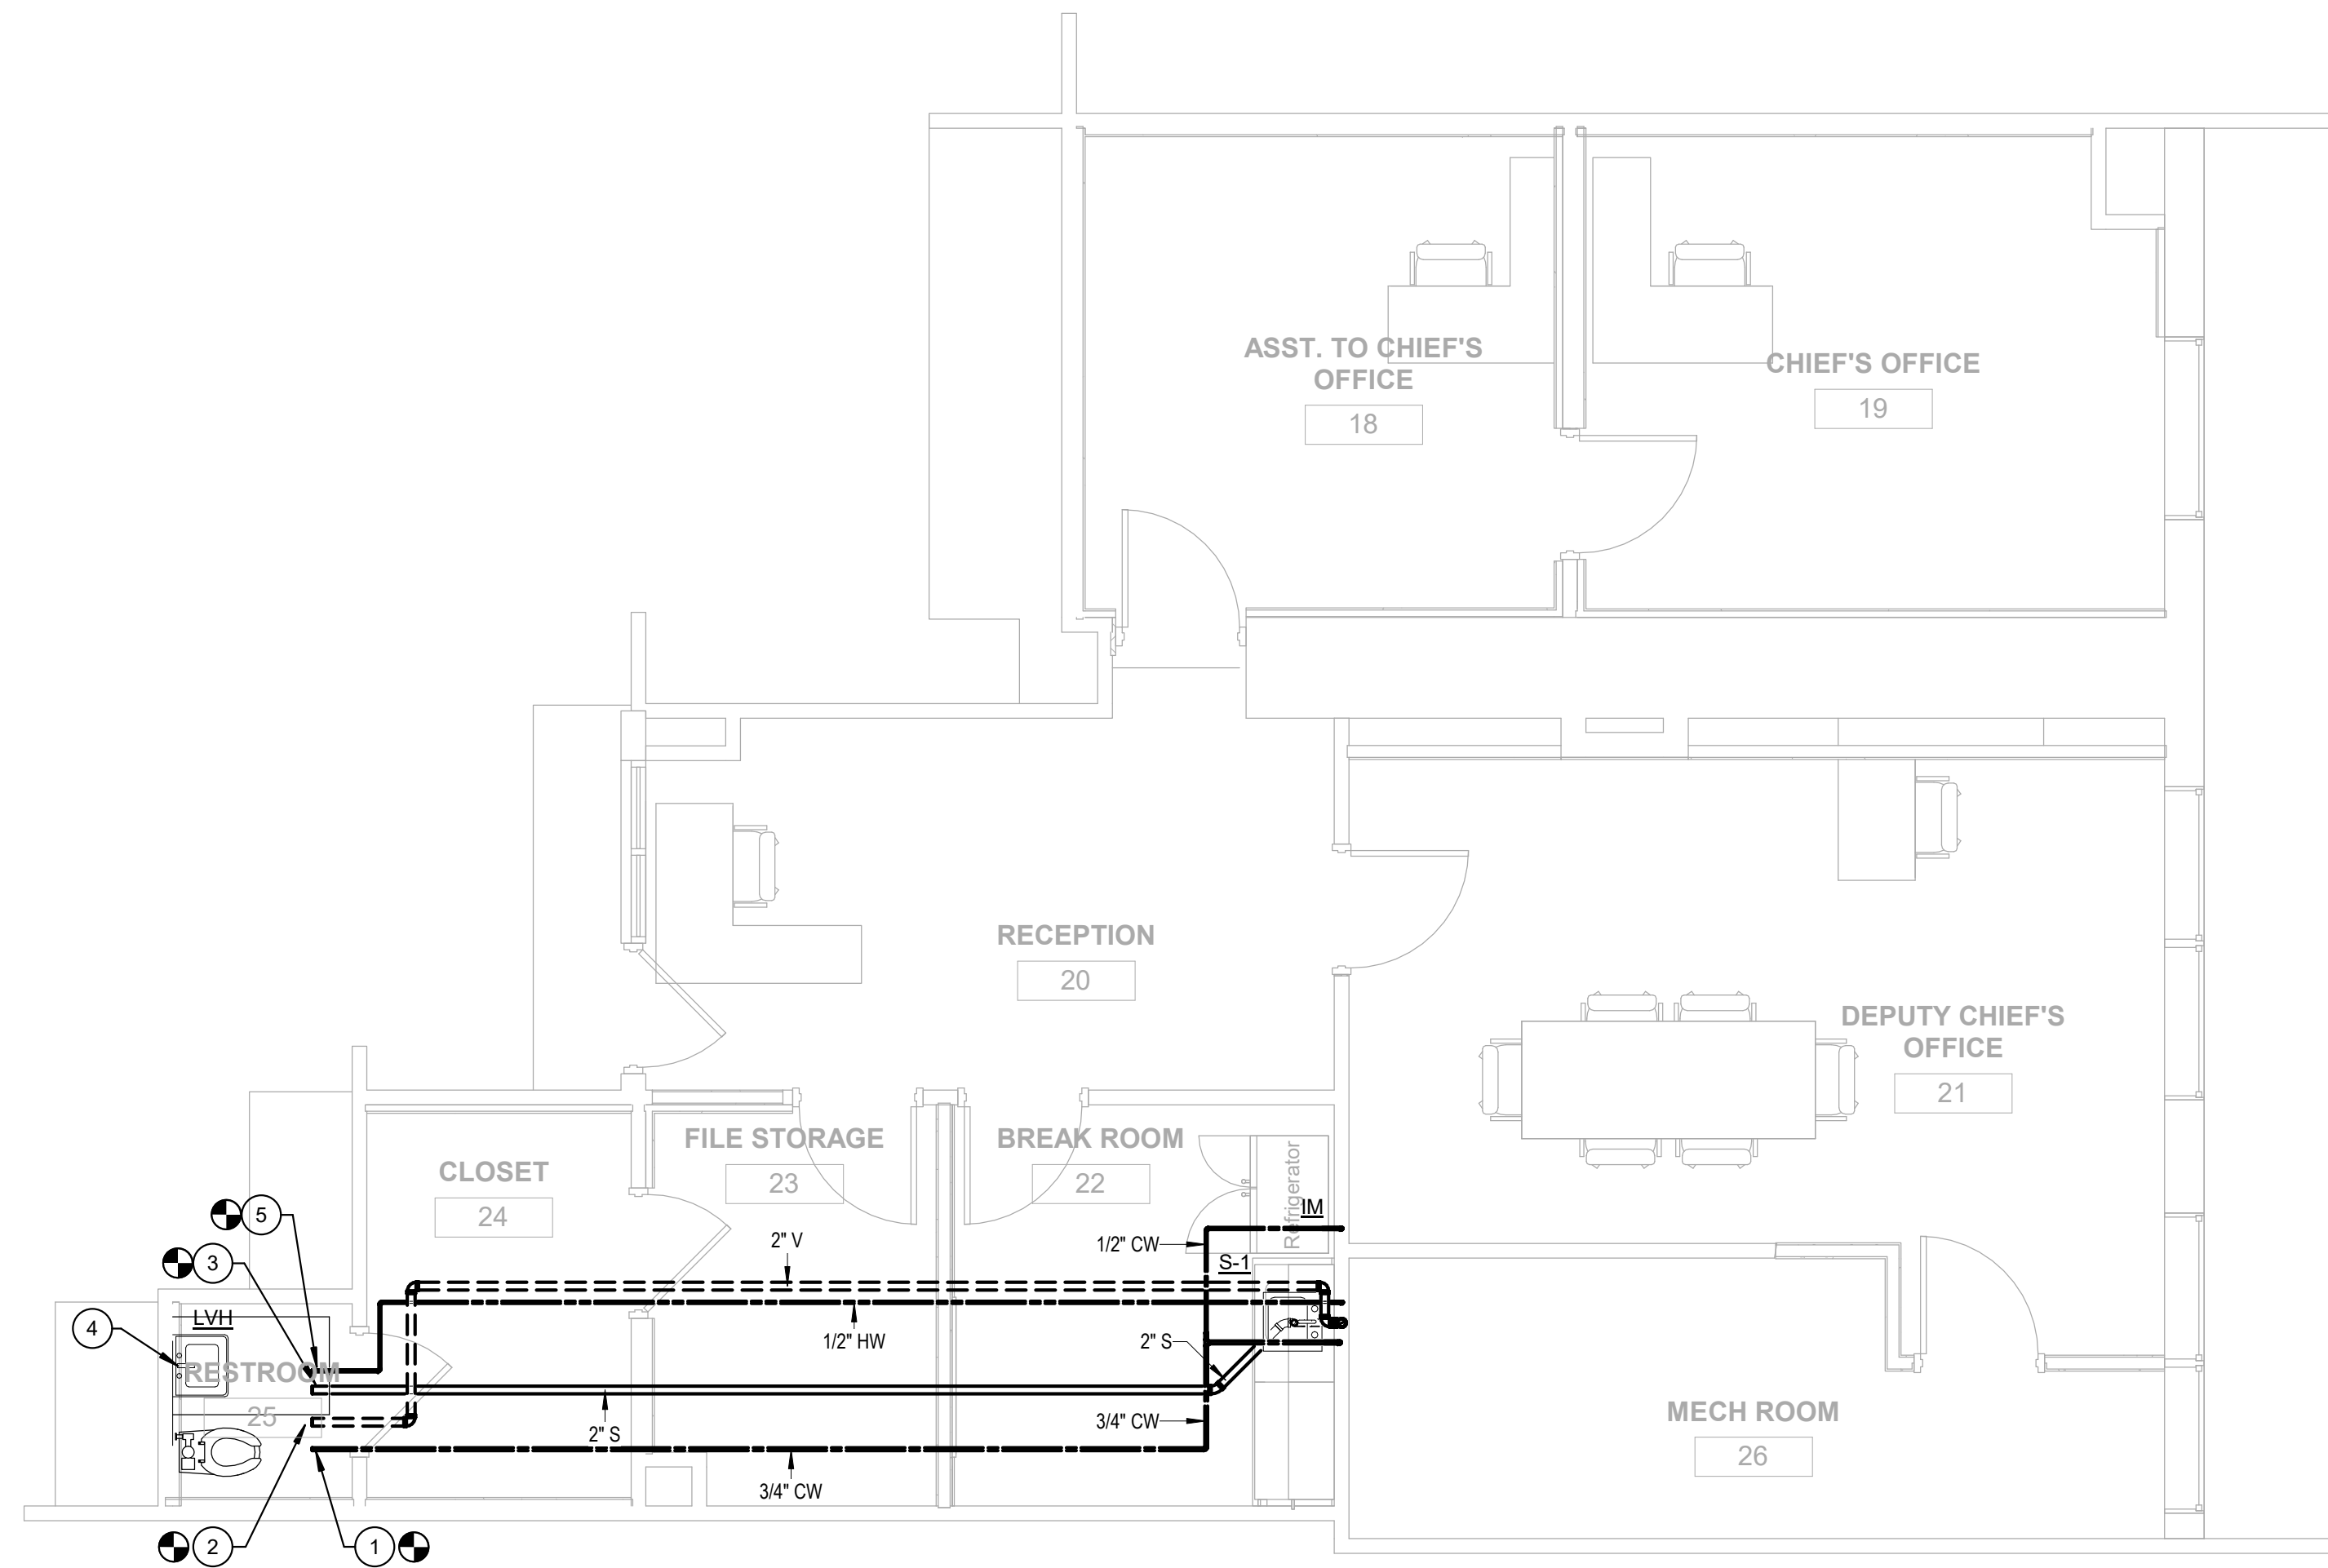 ASST. TO CHIEF'S
OFFICE
18
CHIEF'S OFFICE
19
RECEPTION
20
DEPUTY CHIEF'S
OFFICE
21
FILE STORAGE
23
BREAK ROOM
22
Refrigerator
CLOSET
24
IM
5
2" V
1/2" CW
3
S-1
LVH
4
1/2" HW
2" S
RESTROOM
25
2" S
3/4" CW
MECH ROOM
26
3/4" CW
2
1